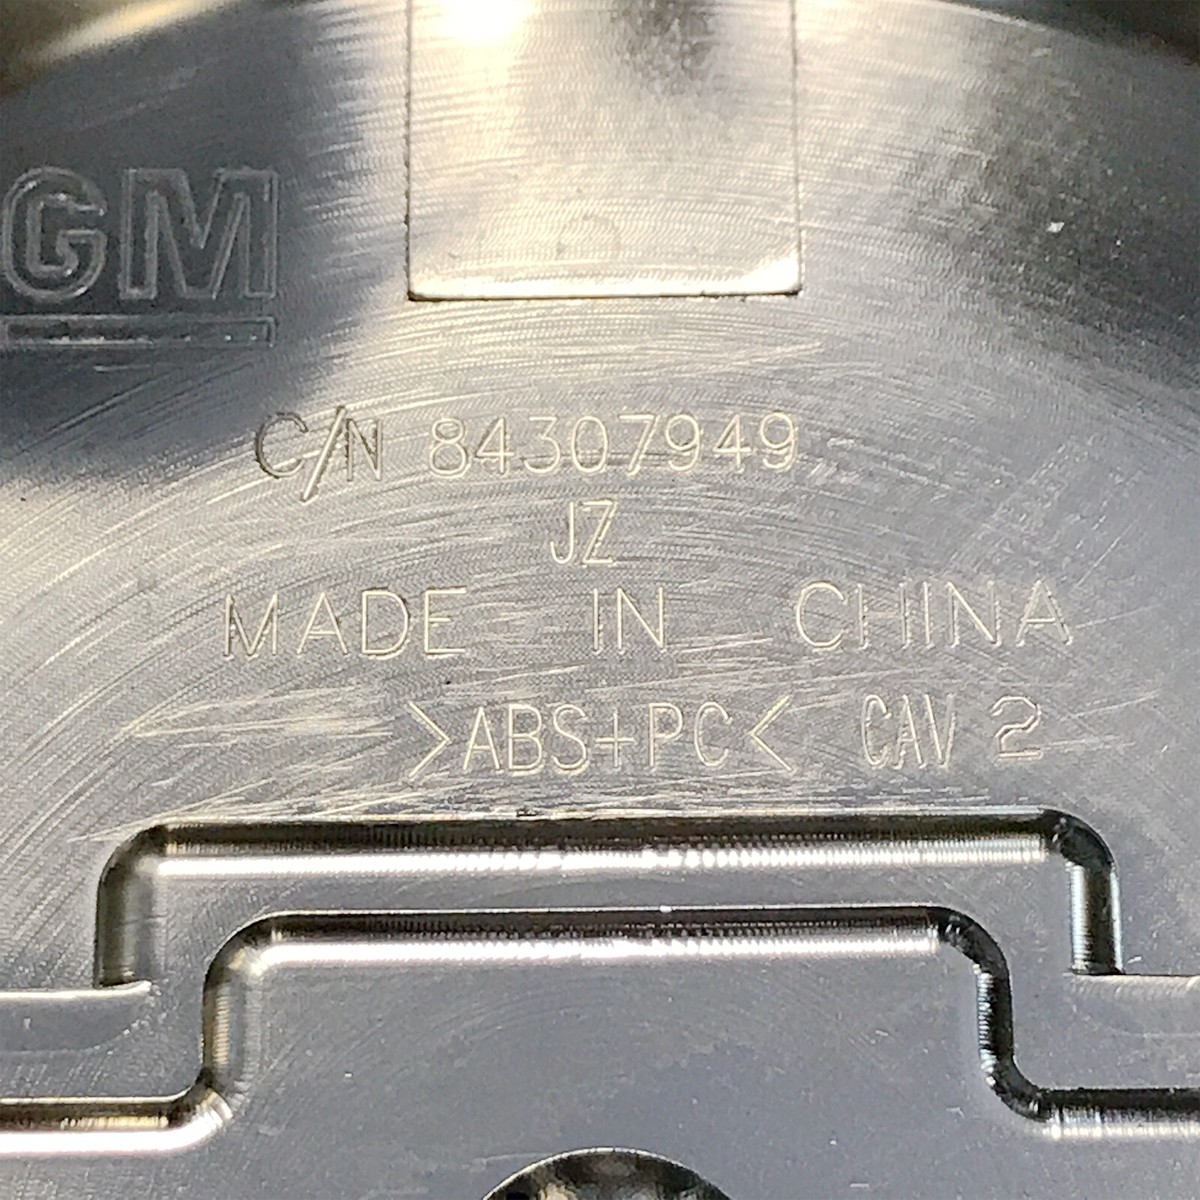 GM
C/N 84307949
JZ
MADE IN CHINA
>ABS+PC< CAV 2